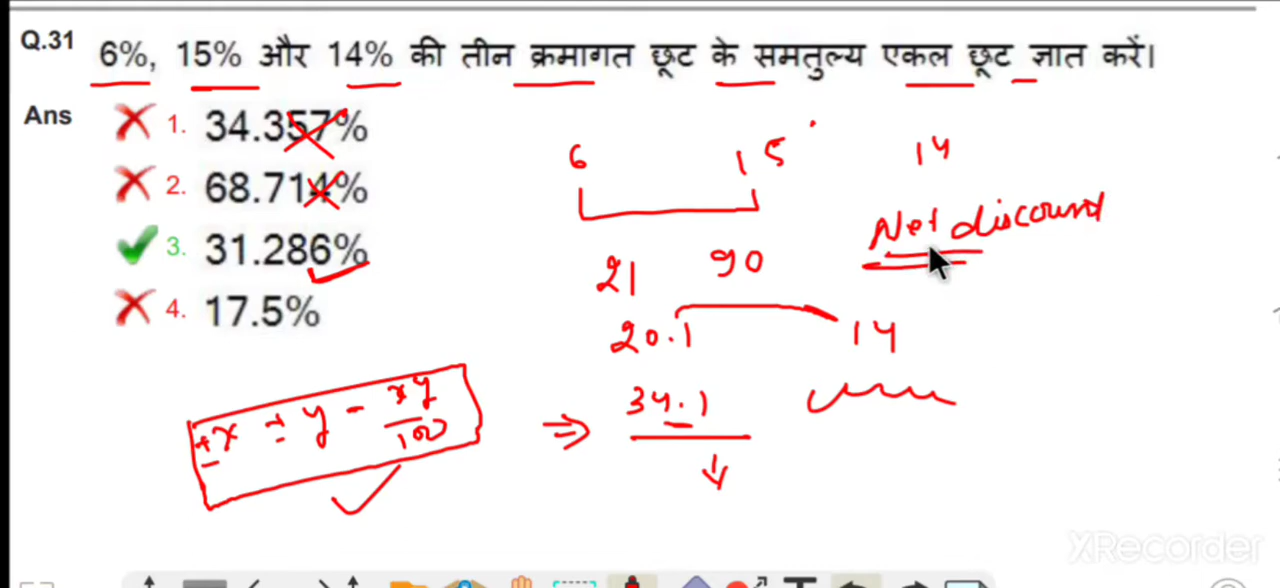 Q.31 6%, 15% और 14% की तीन क्रमागत छूट के समतुल्य एकल छूट ज्ञात करें।
Ans
1. 34.357%
2. 68.714%
3. 31.286%
4. 17.5%
6 15 14
Net discount
21 90
20.1 14
34.1
+x ± y - xy/100
XRecorder